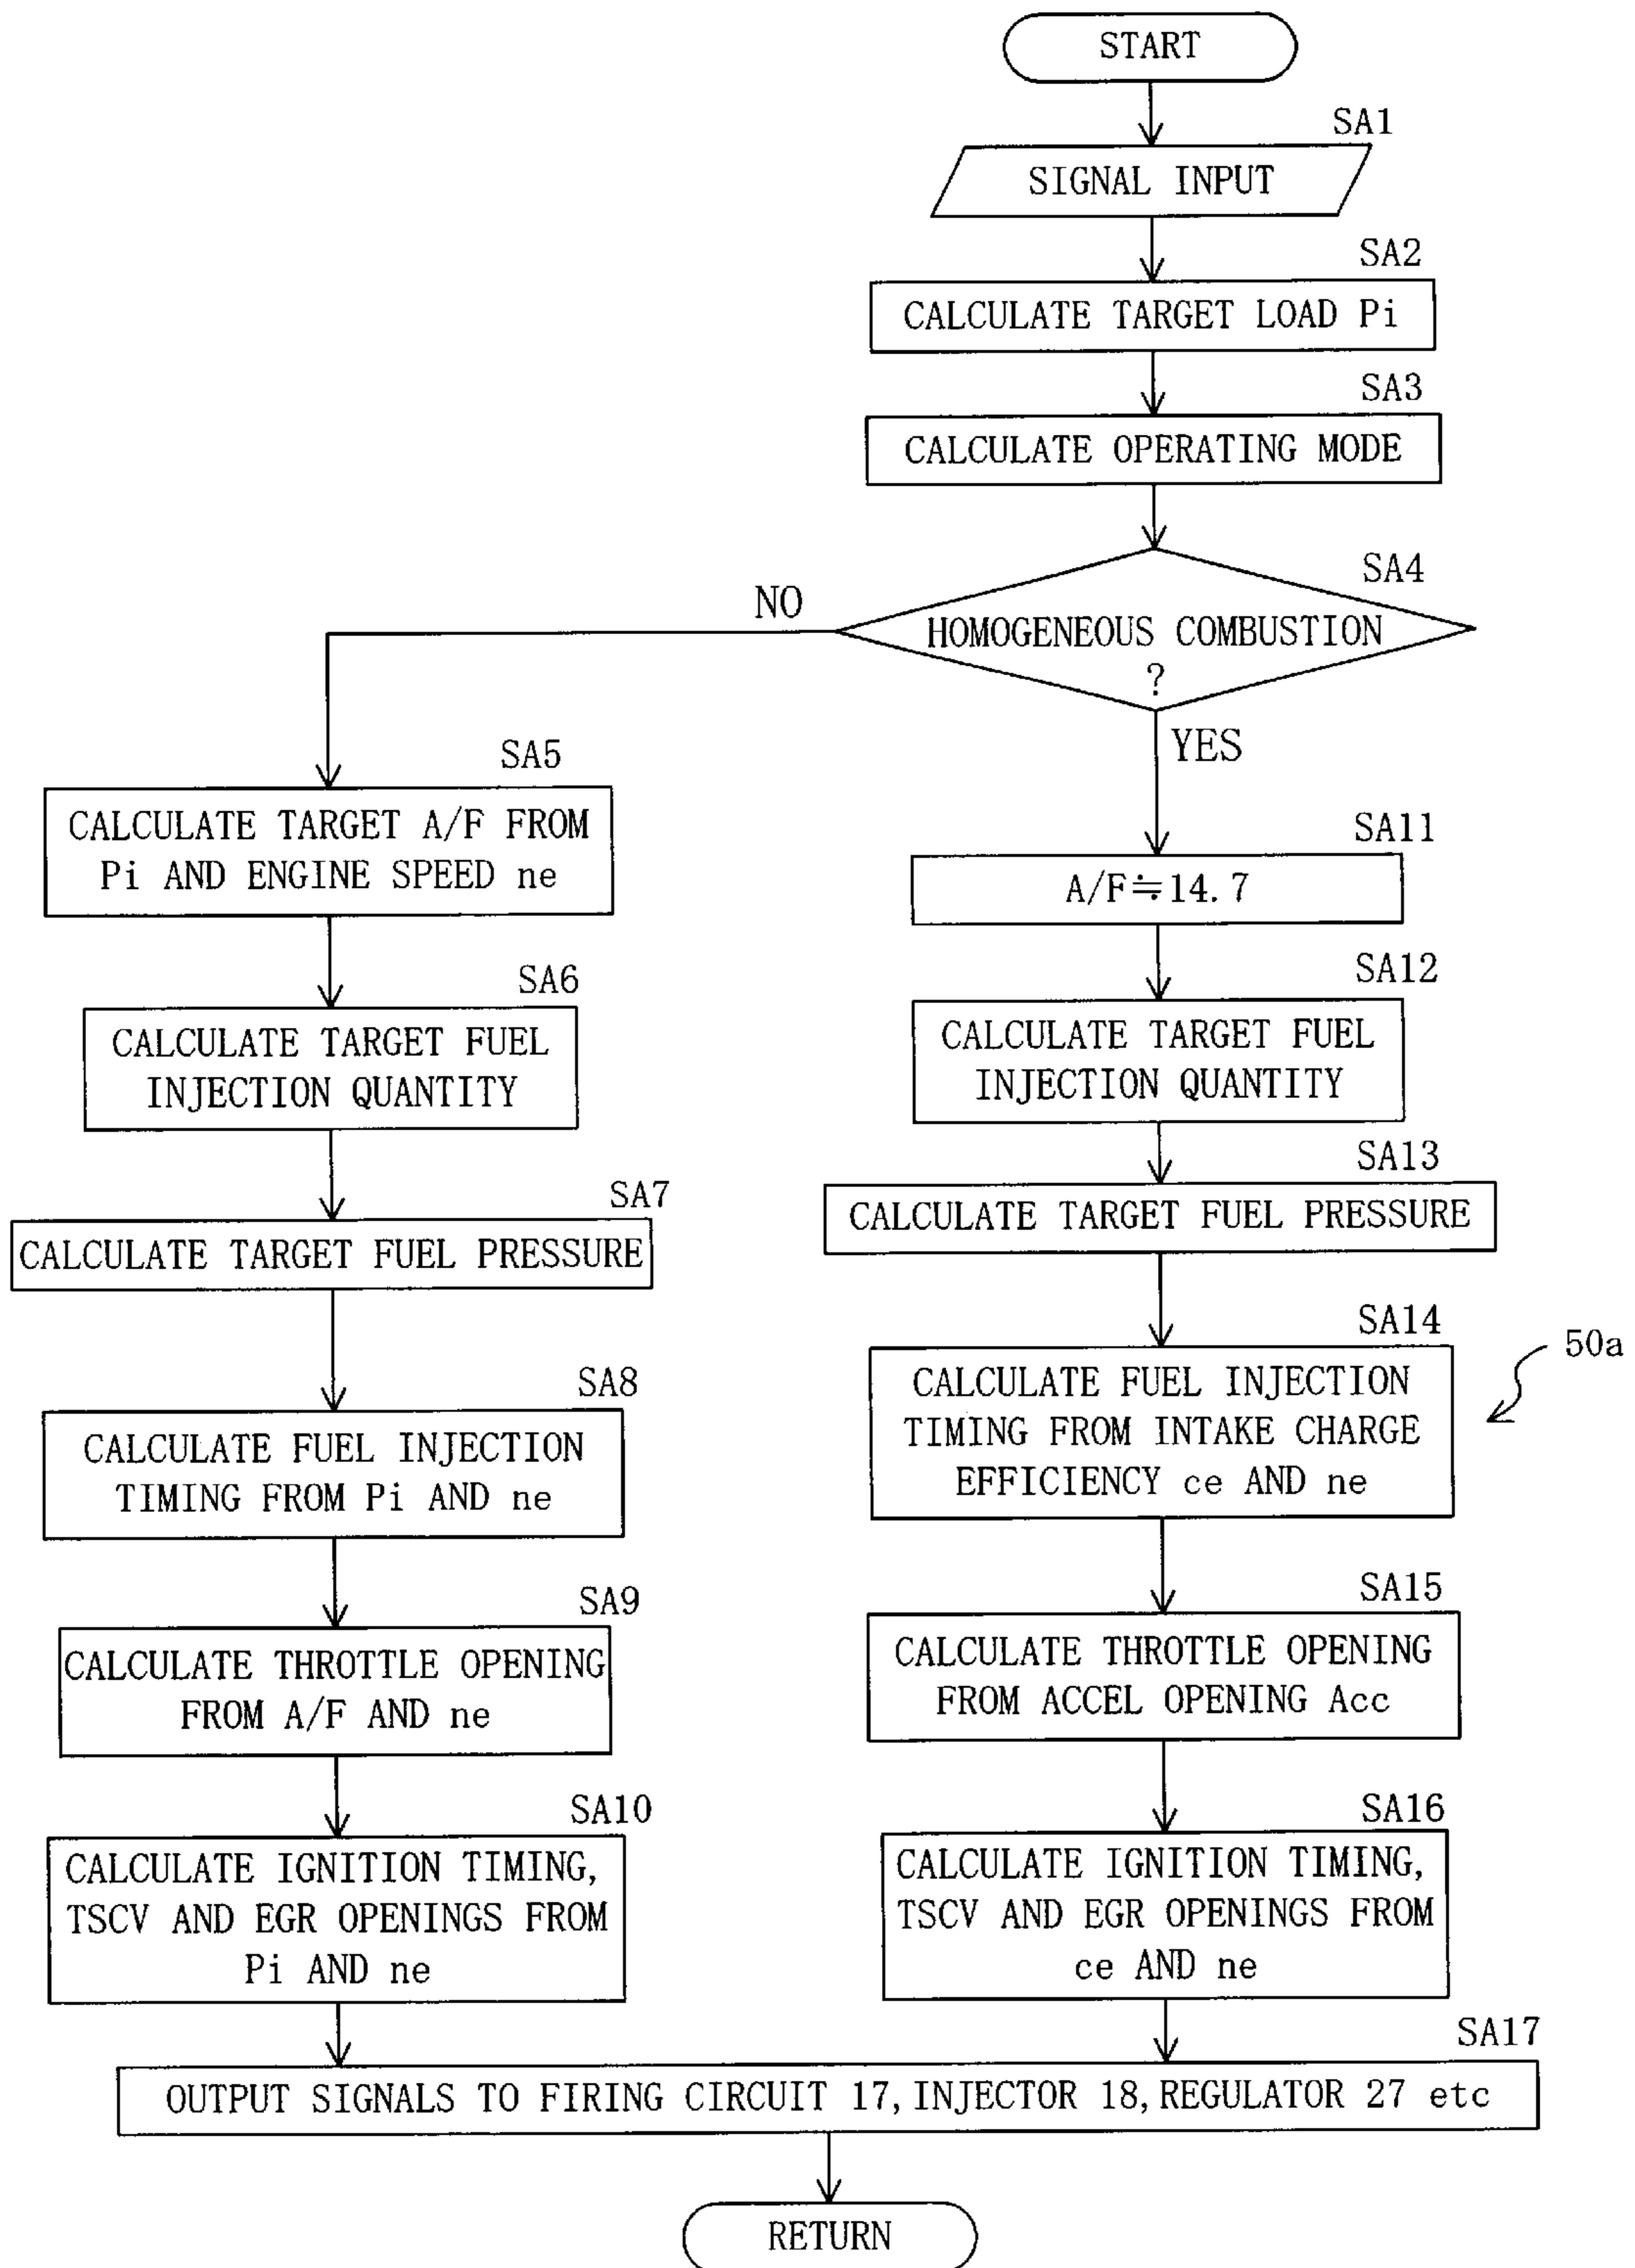 START
SA1
SIGNAL INPUT
SA2
CALCULATE TARGET LOAD Pi
SA3
CALCULATE OPERATING MODE
SA4
HOMOGENEOUS COMBUSTION
?
NO
YES
SA5
CALCULATE TARGET A/F FROM
Pi AND ENGINE SPEED ne
SA6
CALCULATE TARGET FUEL
INJECTION QUANTITY
SA7
CALCULATE TARGET FUEL PRESSURE
SA8
CALCULATE FUEL INJECTION
TIMING FROM Pi AND ne
SA9
CALCULATE THROTTLE OPENING
FROM A/F AND ne
SA10
CALCULATE IGNITION TIMING,
TSCV AND EGR OPENINGS FROM
Pi AND ne
SA11
A/F≒14.7
SA12
CALCULATE TARGET FUEL
INJECTION QUANTITY
SA13
CALCULATE TARGET FUEL PRESSURE
SA14
CALCULATE FUEL INJECTION
TIMING FROM INTAKE CHARGE
EFFICIENCY ce AND ne
50a
SA15
CALCULATE THROTTLE OPENING
FROM ACCEL OPENING Acc
SA16
CALCULATE IGNITION TIMING,
TSCV AND EGR OPENINGS FROM
ce AND ne
SA17
OUTPUT SIGNALS TO FIRING CIRCUIT 17, INJECTOR 18, REGULATOR 27 etc
RETURN